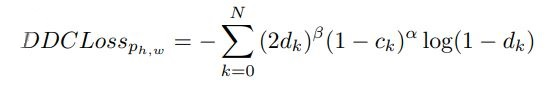 $DDCLoss_{p_{h,w}} = -\sum_{k=0}^{N} (2d_k)^{\beta} (1 - c_k)^{\alpha} \log(1 - d_k)$